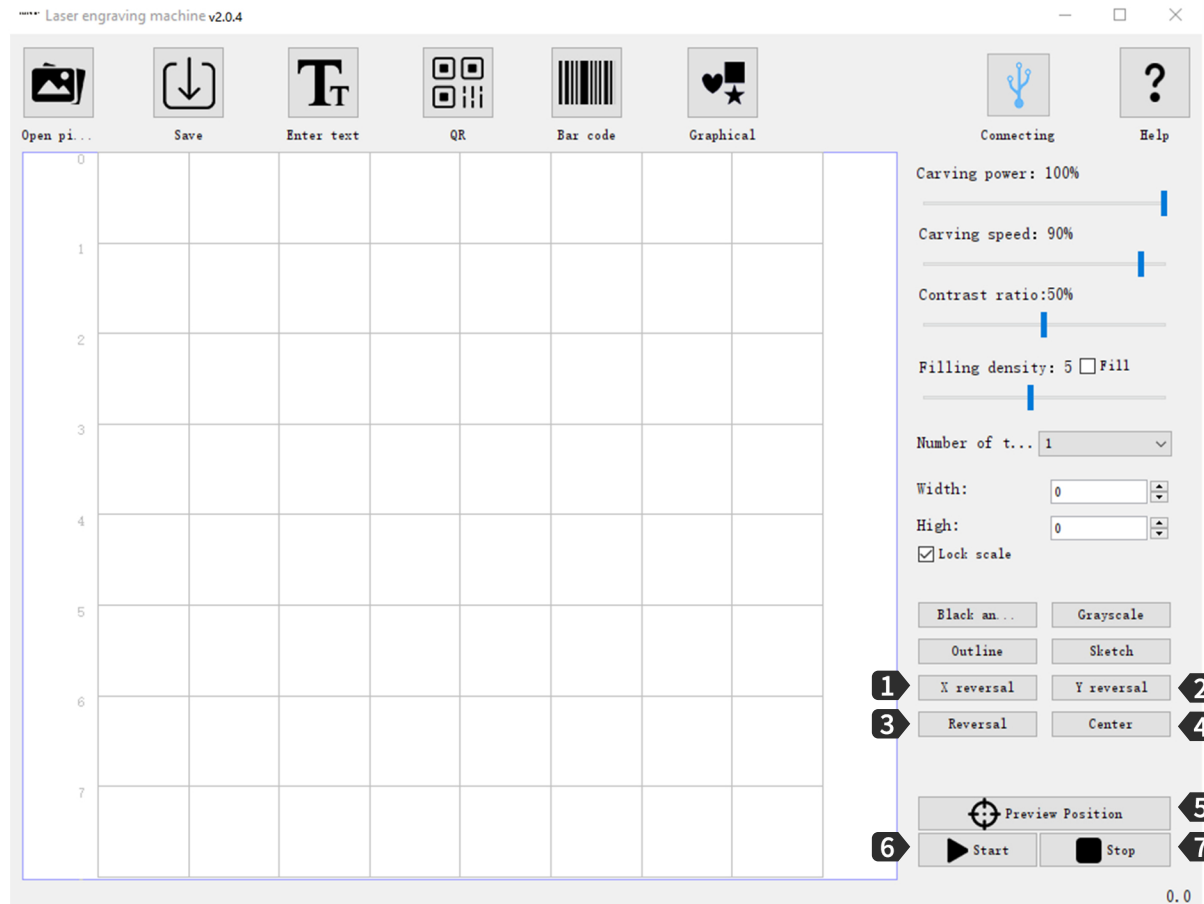 Laser engraving machine v2.0.4
Open pi...
Save
Enter text
QR
Bar code
Graphical
Connecting
Help
0
1
2
3
4
5
6
7
Carving power: 100%
Carving speed: 90%
Contrast ratio:50%
Filling density: 5 Fill
Number of t... 1
Width: 0
High: 0
Lock scale
Black an...
Grayscale
Outline
Sketch
1 X reversal
Y reversal 2
3 Reversal
Center 4
Preview Position 5
6 Start
Stop 7
0.0